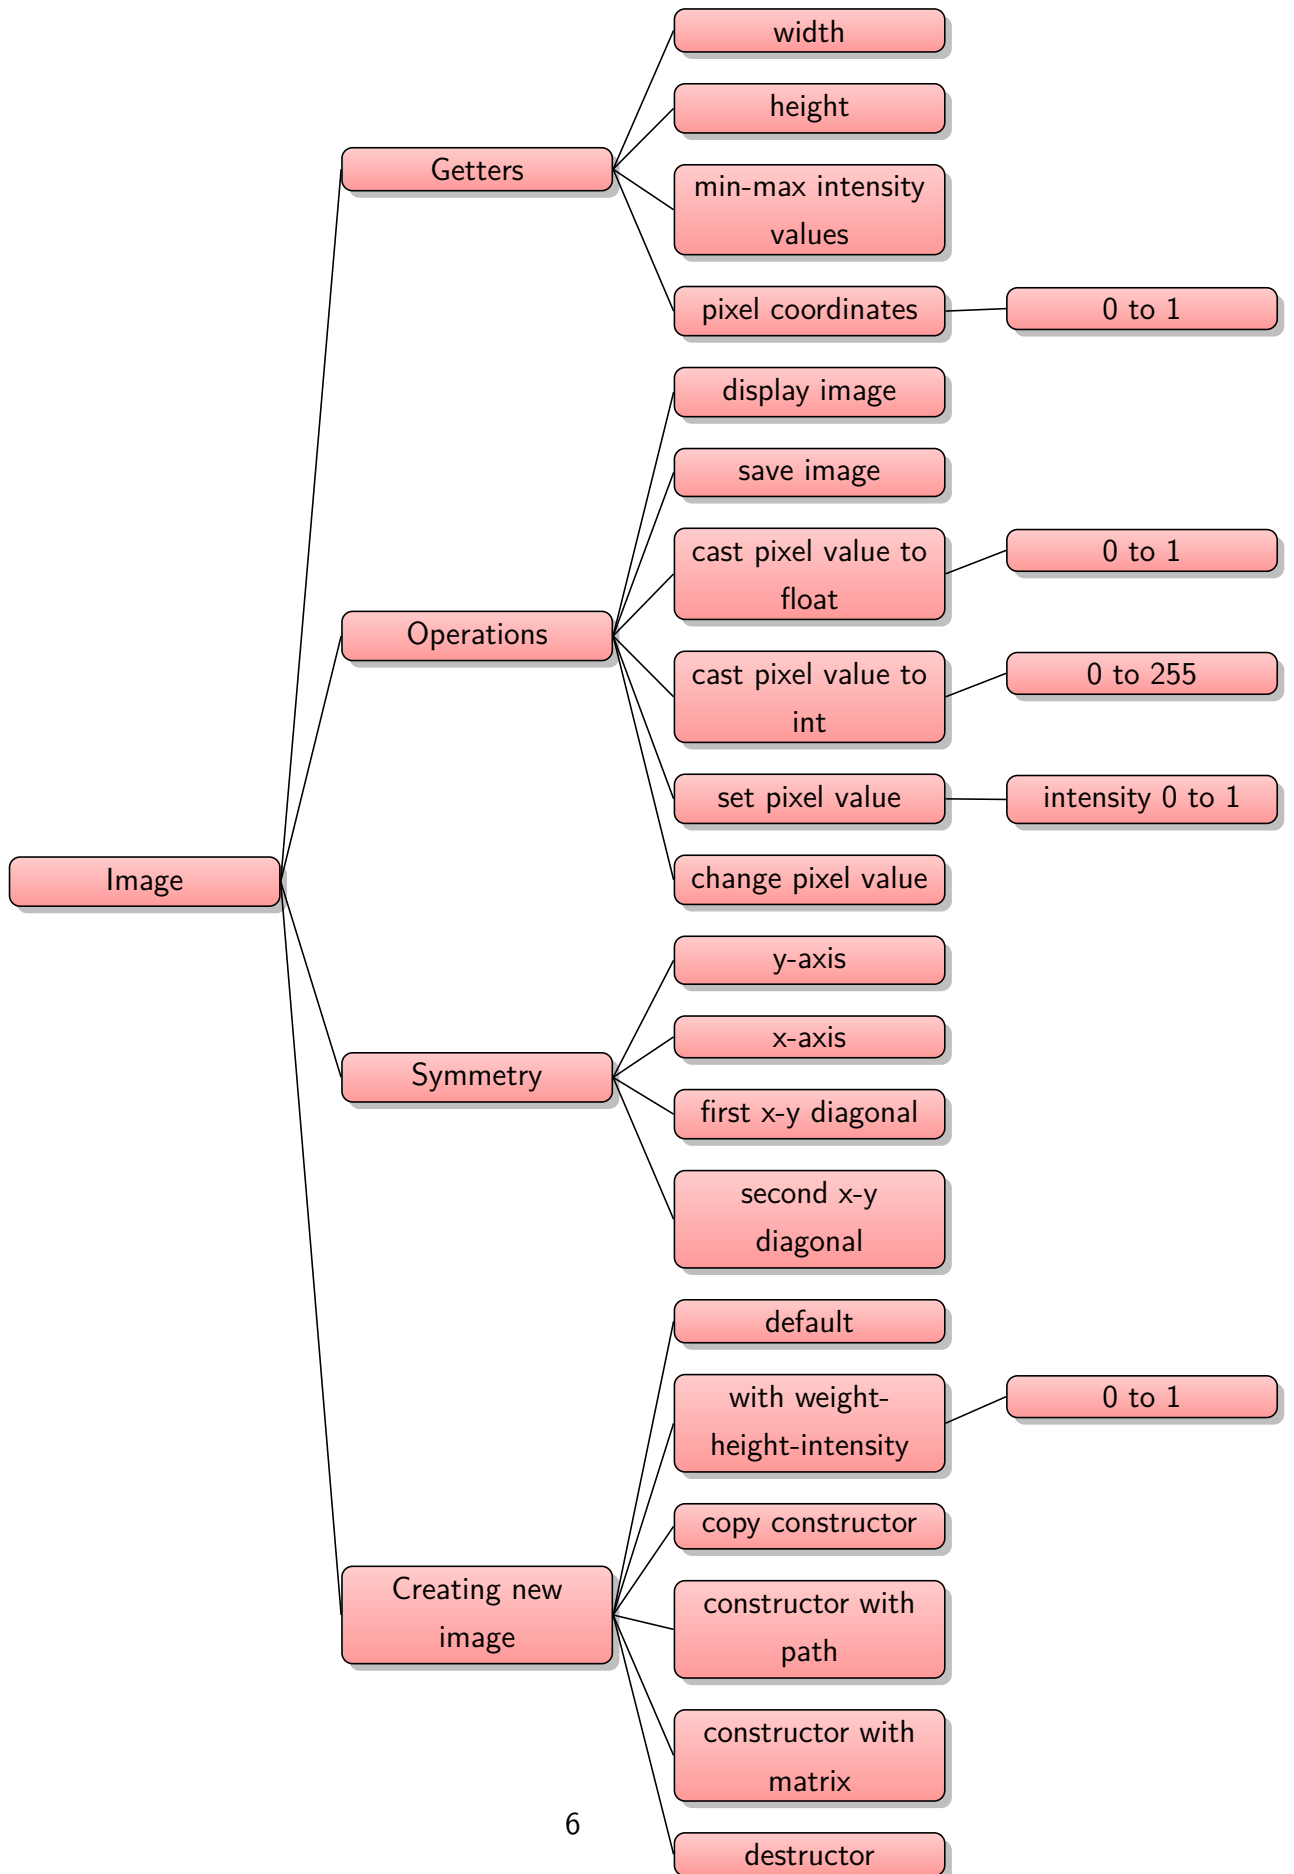 width
height
Getters
min-max intensity
values
pixel coordinates
0 to 1
display image
save image
cast pixel value to
float
0 to 1
Operations
cast pixel value to
int
0 to 255
set pixel value
intensity 0 to 1
Image
change pixel value
y-axis
x-axis
Symmetry
first x-y diagonal
second x-y
diagonal
default
with weight-
height-intensity
0 to 1
copy constructor
Creating new
image
constructor with
path
constructor with
matrix
6
destructor